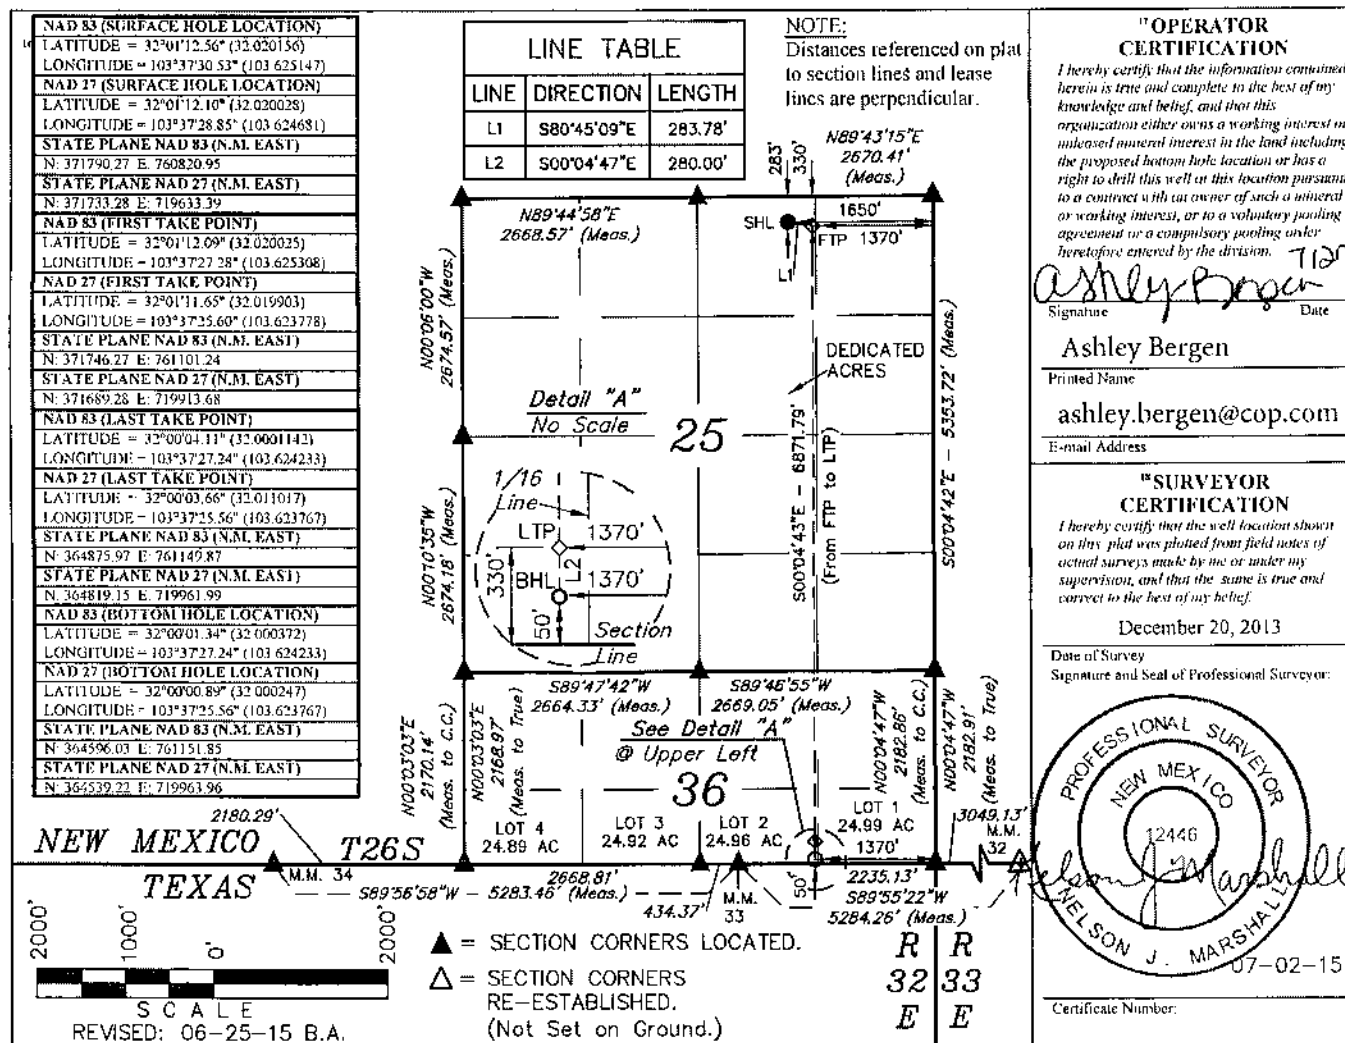 NAD 83 (SURFACE HOLE LOCATION)
LATITUDE = 32°01'12.56" (32.020156)
LONGITUDE = 103°37'30.53" (103.625147)
NAD 27 (SURFACE HOLE LOCATION)
LATITUDE = 32°01'12.10" (32.020028)
LONGITUDE = 103°37'28.85" (103.624681)
STATE PLANE NAD 83 (N.M. EAST)
N: 371790.27 E: 760820.95
STATE PLANE NAD 27 (N.M. EAST)
N: 371733.28 E: 719633.39
NAD 83 (FIRST TAKE POINT)
LATITUDE = 32°01'12.09" (32.020025)
LONGITUDE = 103°37'27.28" (103.625308)
NAD 27 (FIRST TAKE POINT)
LATITUDE = 32°01'11.65" (32.019903)
LONGITUDE = 103°37'25.60" (103.623778)
STATE PLANE NAD 83 (N.M. EAST)
N: 371746.27 E: 761101.24
STATE PLANE NAD 27 (N.M. EAST)
N: 371689.28 E: 719913.68
NAD 83 (LAST TAKE POINT)
LATITUDE = 32°00'04.11" (32.0001142)
LONGITUDE = 103°37'27.24" (103.624233)
NAD 27 (LAST TAKE POINT)
LATITUDE = 32°00'03.66" (32.011017)
LONGITUDE = 103°37'25.56" (103.623767)
STATE PLANE NAD 83 (N.M. EAST)
N: 364875.97 E: 761149.87
STATE PLANE NAD 27 (N.M. EAST)
N: 364819.15 E: 719961.99
NAD 83 (BOTTOM HOLE LOCATION)
LATITUDE = 32°00'01.34" (32.000372)
LONGITUDE = 103°37'27.24" (103.624233)
NAD 27 (BOTTOM HOLE LOCATION)
LATITUDE = 32°00'00.89" (32.000247)
LONGITUDE = 103°37'25.56" (103.623767)
STATE PLANE NAD 83 (N.M. EAST)
N: 364596.03 E: 761151.85
STATE PLANE NAD 27 (N.M. EAST)
N: 364539.22 E: 719963.96
LINE TABLE
LINE DIRECTION LENGTH
L1 S80°45'09"E 283.78'
L2 S00°04'47"E 280.00'
NOTE:
Distances referenced on plat
to section lines and lease
lines are perpendicular.
N89°43'15"E
2670.41'
(Meas.)
283'
330'
N89°44'58"E
2668.57' (Meas.)
1650'
SHL
FTP 1370'
L1
N00°06'00"W
2674.57' (Meas.)
DEDICATED
ACRES
S00°04'42"E - 5353.72' (Meas.)
Detail "A"
No Scale
25
S00°04'43"E - 6871.79'
(From FTP to LTP)
1/16
Line
LTP 1370'
L2
330'
BHL 1370'
50'
Section
Line
N00°10'35"W
2674.18' (Meas.)
S89°47'42"W
2664.33' (Meas.)
S89°46'55"W
2669.05' (Meas.)
See Detail "A"
@ Upper Left
N00°03'03"E
2170.14'
(Meas. to C.C.)
N00°03'03"E
2168.97'
(Meas. to True)
N00°04'47"W
2182.86'
(Meas. to C.C.)
N00°04'47"W
2182.91'
(Meas. to True)
36
LOT 4
24.89 AC
LOT 3
24.92 AC
LOT 2
24.96 AC
LOT 1
24.99 AC
1370'
3049.13'
M.M.
32
2180.29'
NEW MEXICO T26S
TEXAS
M.M. 34
S89°56'58"W - 5283.46' (Meas.)
2668.81'
434.37'
M.M.
33
50'
2235.13'
S89°55'22"W
5284.26' (Meas.)
2000'
1000'
0'
2000'
SCALE
REVISED: 06-25-15 B.A.
▲ = SECTION CORNERS LOCATED.
△ = SECTION CORNERS
RE-ESTABLISHED.
(Not Set on Ground.)
R R
32 33
E E
17 OPERATOR
CERTIFICATION
I hereby certify that the information contained
herein is true and complete to the best of my
knowledge and belief, and that this
organization either owns a working interest or
unleased mineral interest in the land including
the proposed bottom hole location or has a
right to drill this well at this location pursuant
to a contract with an owner of such a mineral
or working interest, or to a voluntary pooling
agreement or a compulsory pooling order
heretofore entered by the division.
Ashley Bergen
Signature Date
Ashley Bergen
Printed Name
ashley.bergen@cop.com
E-mail Address
18 SURVEYOR
CERTIFICATION
I hereby certify that the well location shown
on this plat was plotted from field notes of
actual surveys made by me or under my
supervision, and that the same is true and
correct to the best of my belief.
December 20, 2013
Date of Survey
Signature and Seal of Professional Surveyor:
PROFESSIONAL SURVEYOR
NEW MEXICO
12446
Nelson J. Marshall
NELSON J. MARSHALL
07-02-15
Certificate Number: